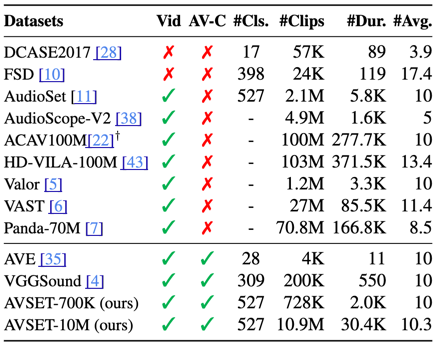 Datasets Vid AV-C #Cls. #Clips #Dur. #Avg.
DCASE2017 [28] ✗ ✗ 17 57K 89 3.9
FSD [10] ✗ ✗ 398 24K 119 17.4
AudioSet [11] ✓ ✗ 527 2.1M 5.8K 10
AudioScope-V2 [38] ✓ ✗ - 4.9M 1.6K 5
ACAV100M[22]† ✓ ✗ - 100M 277.7K 10
HD-VILA-100M [43] ✓ ✗ - 103M 371.5K 13.4
Valor [5] ✓ ✗ - 1.2M 3.3K 10
VAST [6] ✓ ✗ - 27M 85.5K 11.4
Panda-70M [7] ✓ ✗ - 70.8M 166.8K 8.5
AVE [35] ✓ ✓ 28 4K 11 10
VGGSound [4] ✓ ✓ 309 200K 550 10
AVSET-700K (ours) ✓ ✓ 527 728K 2.0K 10
AVSET-10M (ours) ✓ ✓ 527 10.9M 30.4K 10.3